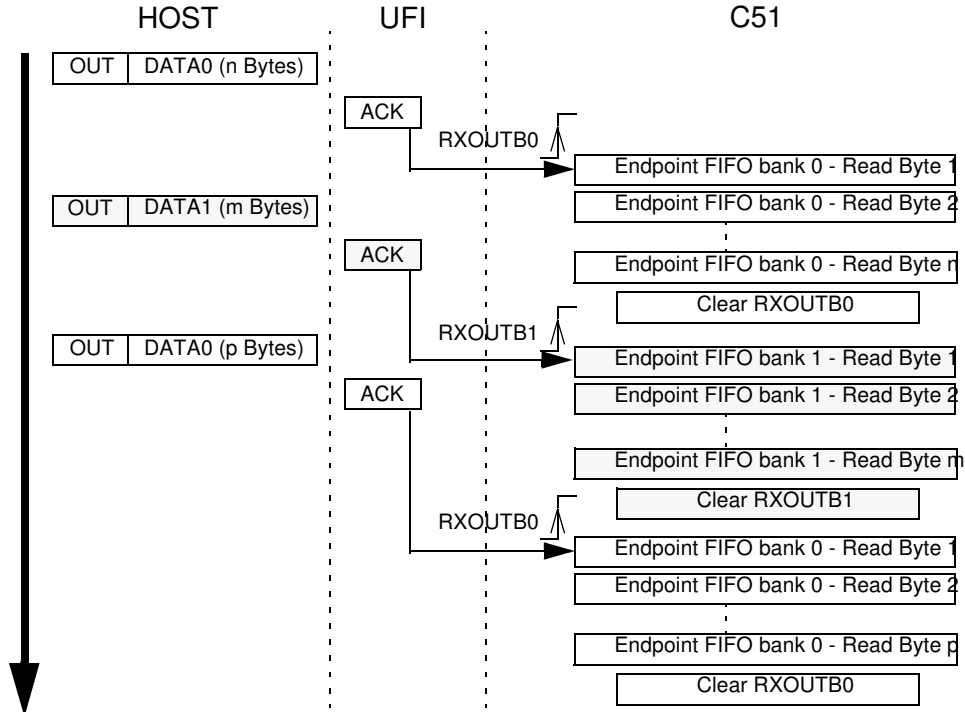 HOST UFI C51
OUT DATA0 (n Bytes)
ACK
RXOUTB0
Endpoint FIFO bank 0 - Read Byte 1
OUT DATA1 (m Bytes)
Endpoint FIFO bank 0 - Read Byte 2
ACK
Endpoint FIFO bank 0 - Read Byte n
Clear RXOUTB0
RXOUTB1
OUT DATA0 (p Bytes)
Endpoint FIFO bank 1 - Read Byte 1
ACK
Endpoint FIFO bank 1 - Read Byte 2
Endpoint FIFO bank 1 - Read Byte m
Clear RXOUTB1
RXOUTB0
Endpoint FIFO bank 0 - Read Byte 1
Endpoint FIFO bank 0 - Read Byte 2
Endpoint FIFO bank 0 - Read Byte p
Clear RXOUTB0